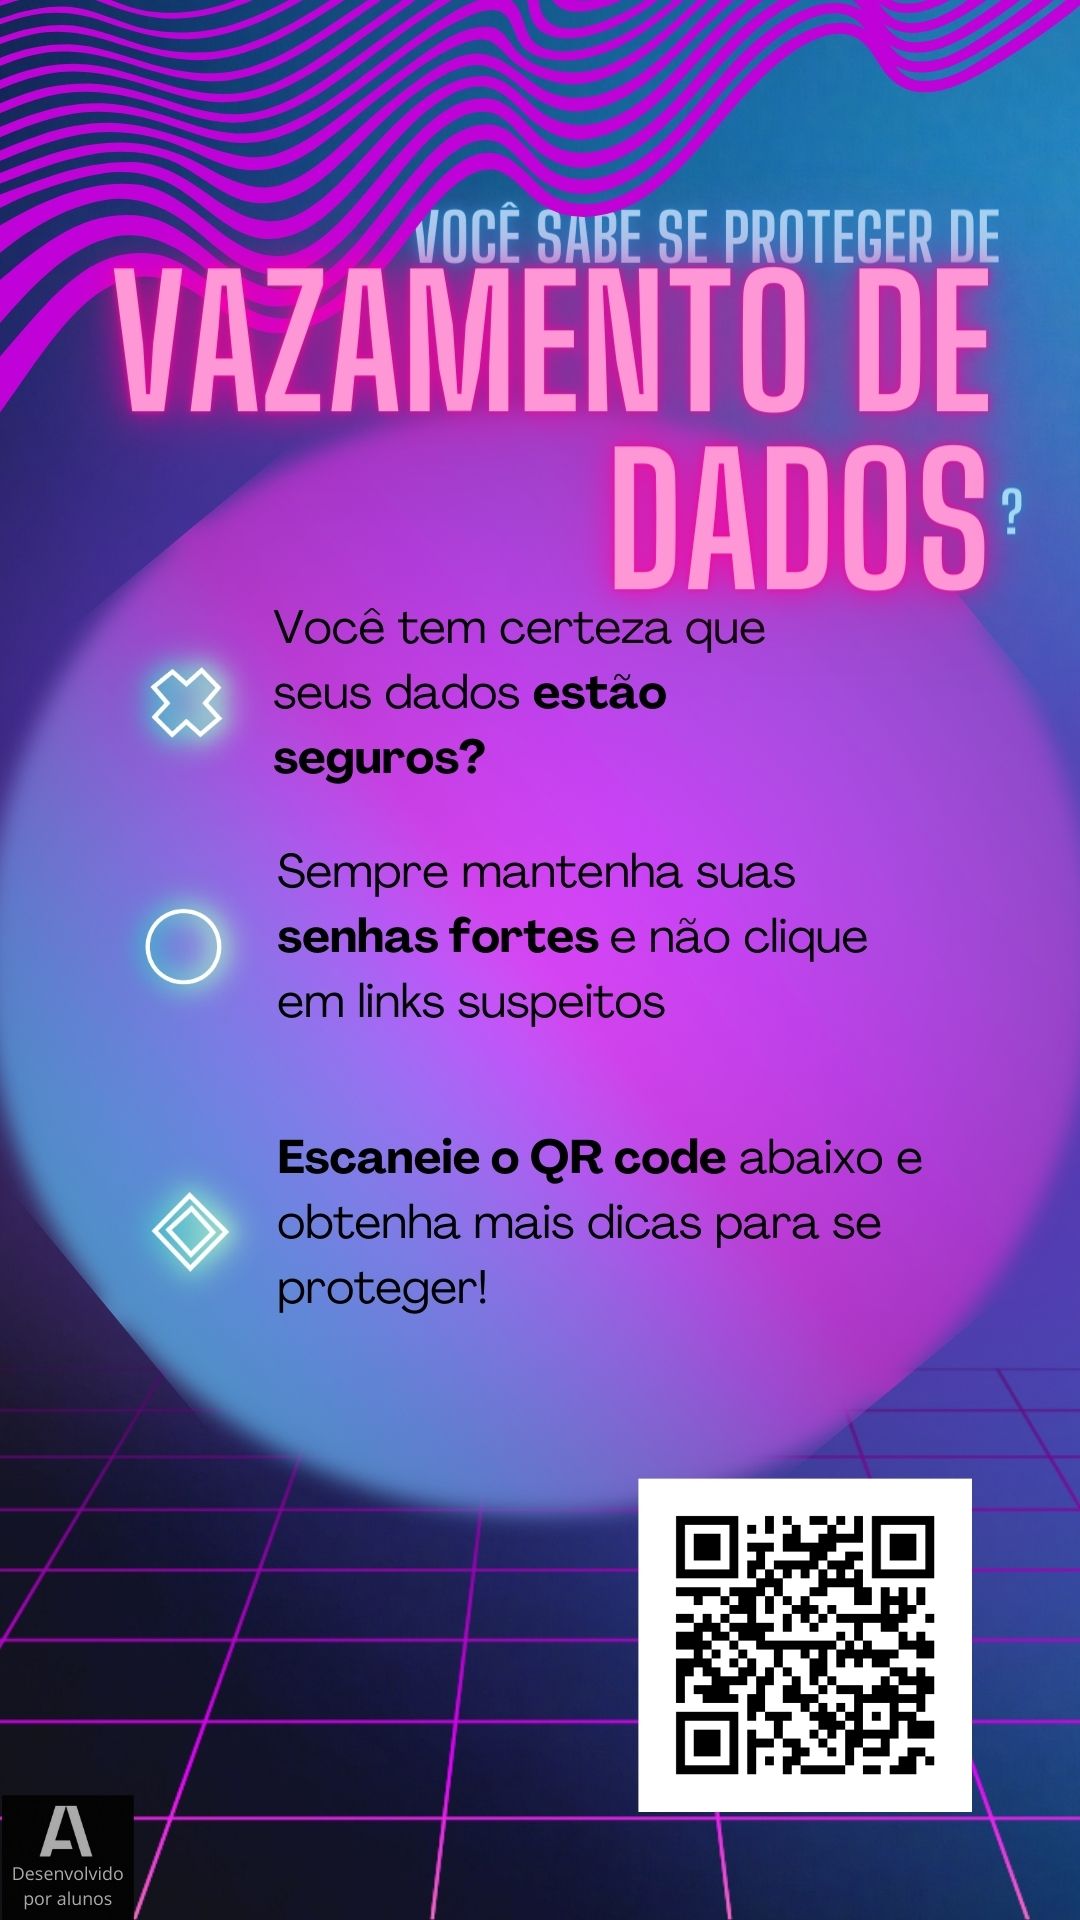 VOCÊ SABE SE PROTEGER DE
VAZAMENTO DE
DADOS?
Você tem certeza que
seus dados estão
seguros?
Sempre mantenha suas
senhas fortes e não clique
em links suspeitos
Escaneie o QR code abaixo e
obtenha mais dicas para se
proteger!
A
Desenvolvido
por alunos